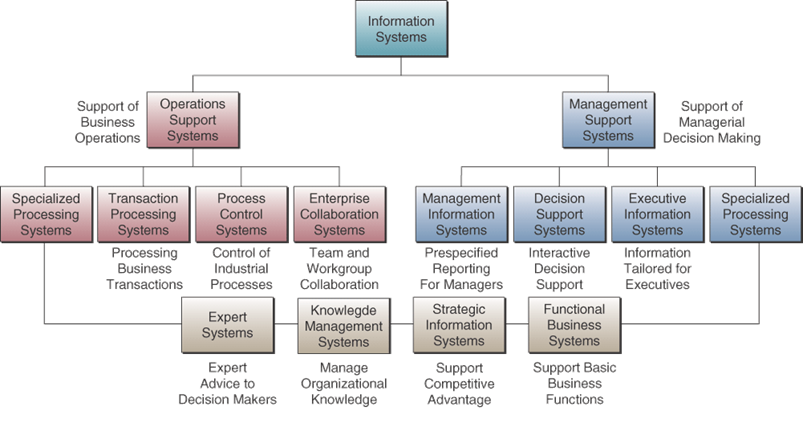 Information
Systems
Support of
Business
Operations
Operations
Support
Systems
Management
Support
Systems
Support of
Managerial
Decision Making
Specialized
Processing
Systems
Transaction
Processing
Systems
Process
Control
Systems
Enterprise
Collaboration
Systems
Management
Information
Systems
Decision
Support
Systems
Executive
Information
Systems
Specialized
Processing
Systems
Processing
Business
Transactions
Control of
Industrial
Processes
Team and
Workgroup
Collaboration
Prespecified
Reporting
For Managers
Interactive
Decision
Support
Information
Tailored for
Executives
Expert
Systems
Knowlegde
Management
Systems
Strategic
Information
Systems
Functional
Business
Systems
Expert
Advice to
Decision Makers
Manage
Organizational
Knowledge
Support
Competitive
Advantage
Support Basic
Business
Functions